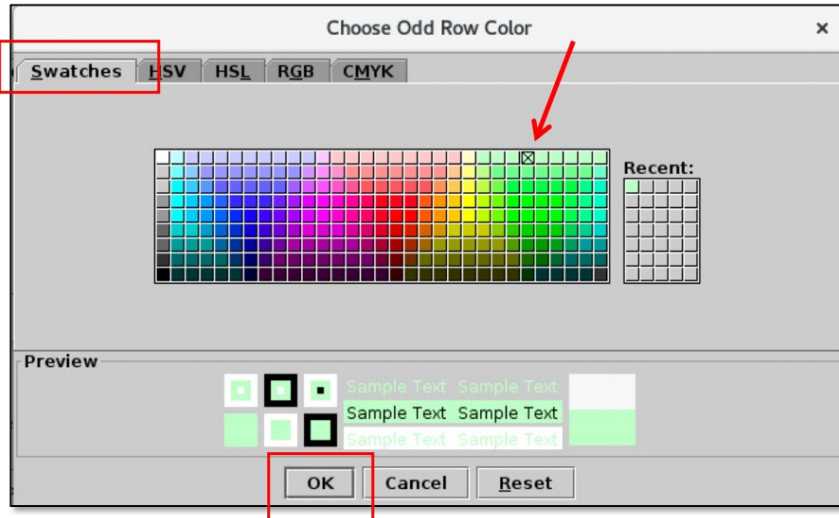 Choose Odd Row Color ×
Swatches HSV HSL RGB CMYK
Recent:
Preview
Sample Text Sample Text
Sample Text Sample Text
Sample Text Sample Text
OK Cancel Reset